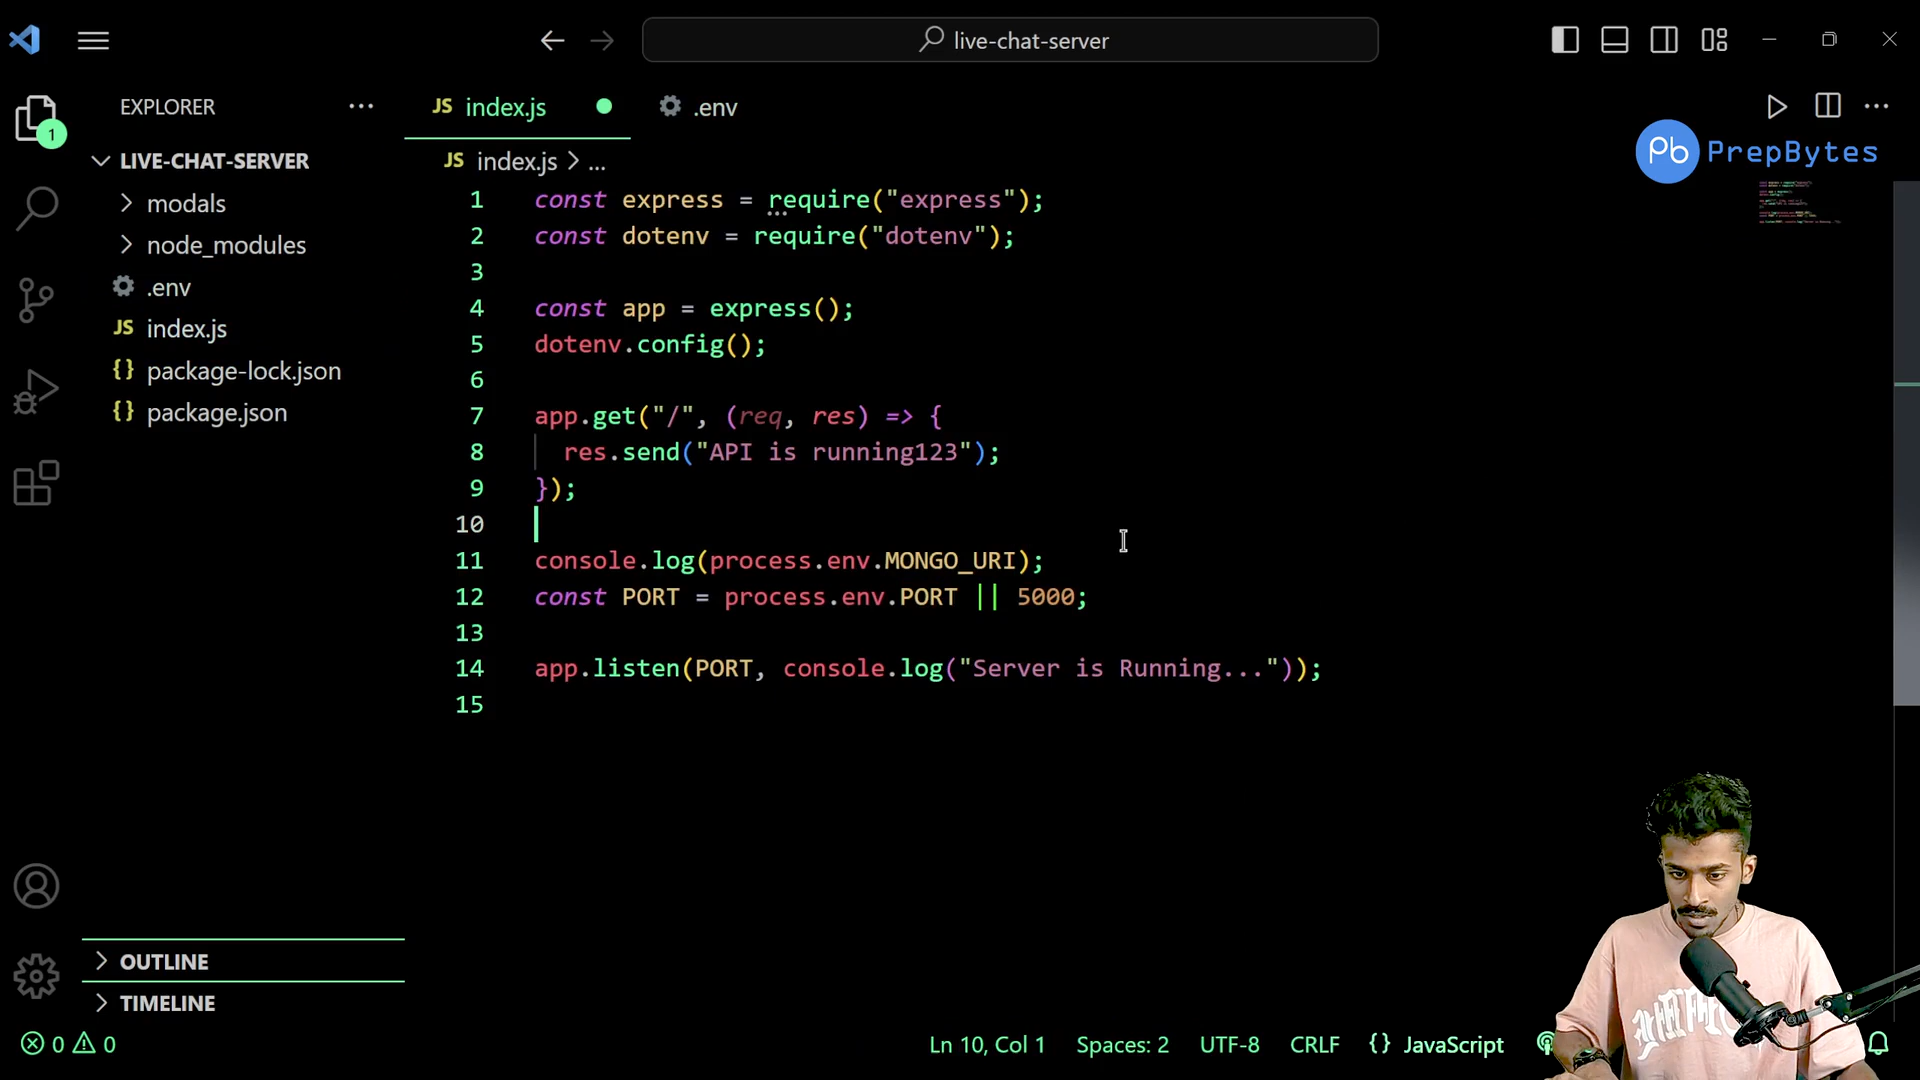 live-chat-server
EXPLORER ...
JS index.js
.env
Pb PrepBytes
1
LIVE-CHAT-SERVER
modals
node_modules
.env
JS index.js
{} package-lock.json
{} package.json
JS index.js > ...
1 const express = require("express");
2 const dotenv = require("dotenv");
3
4 const app = express();
5 dotenv.config();
6
7 app.get("/", (req, res) => {
8 res.send("API is running123");
9 });
10
11 console.log(process.env.MONGO_URI);
12 const PORT = process.env.PORT || 5000;
13
14 app.listen(PORT, console.log("Server is Running..."));
15
OUTLINE
TIMELINE
0 0
Ln 10, Col 1 Spaces: 2 UTF-8 CRLF {} JavaScript